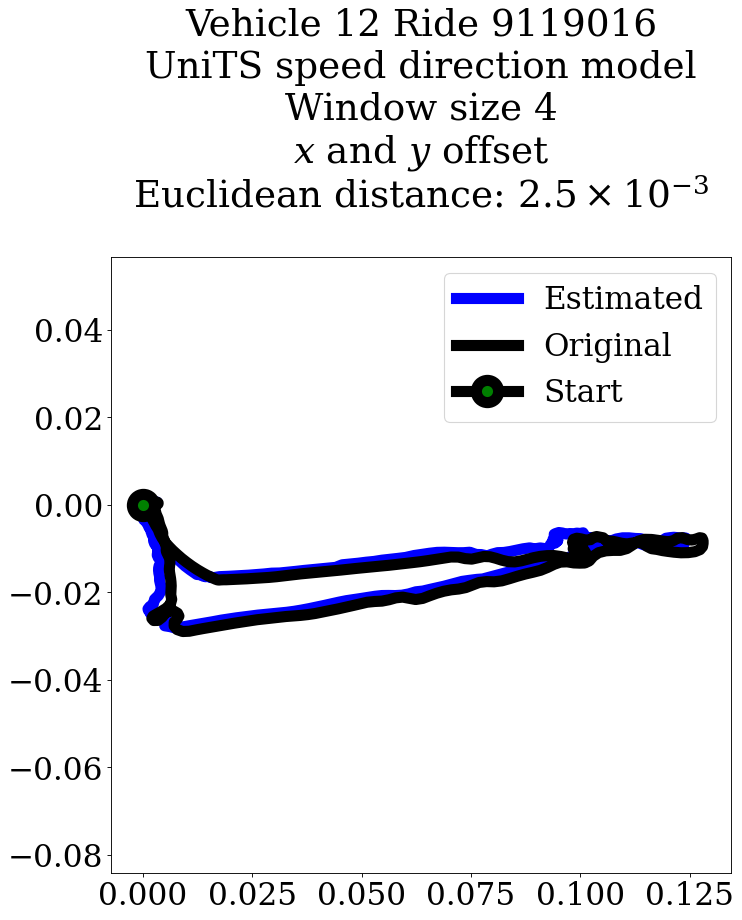 Vehicle 12 Ride 9119016
UniTS speed direction model
Window size 4
x and y offset
Euclidean distance: 2.5 × 10⁻³
Estimated
Original
Start
0.04
0.02
0.00
−0.02
−0.04
−0.06
−0.08
0.000 0.025 0.050 0.075 0.100 0.125